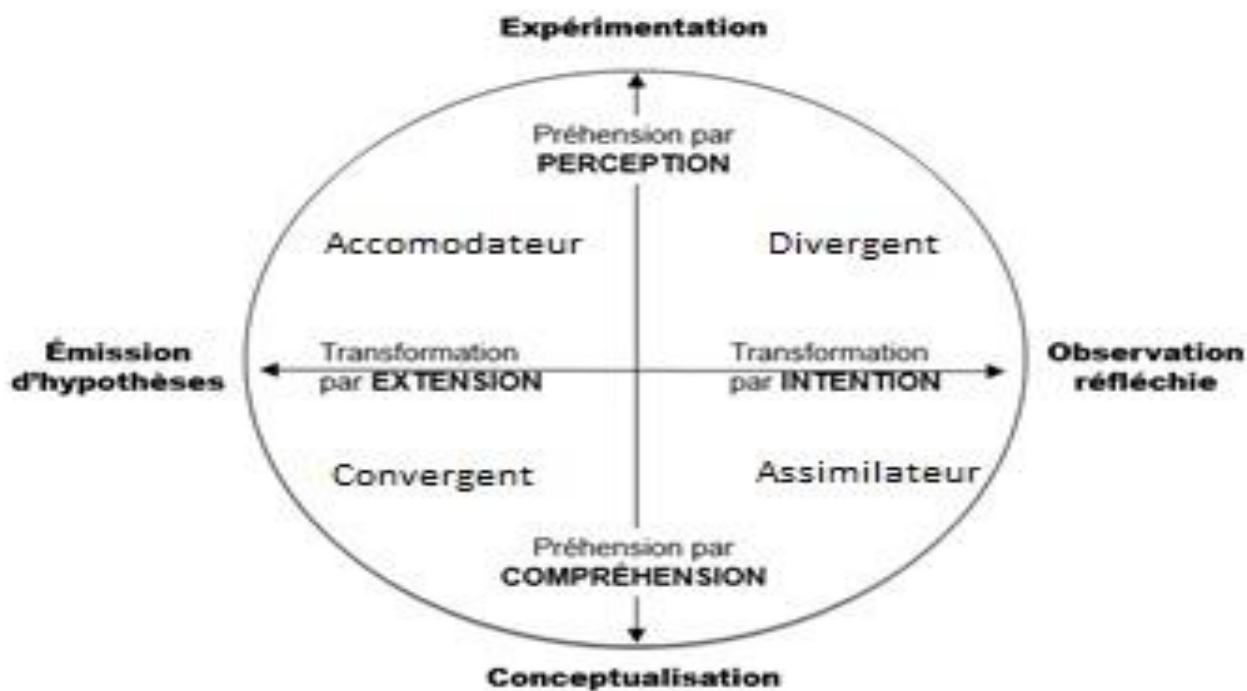 Expérimentation
Préhension par
PERCEPTION
Accomodateur
Divergent
Émission
d'hypothèses
Transformation
par EXTENSION
Transformation
par INTENTION
Observation
réfléchie
Convergent
Assimilateur
Préhension par
COMPRÉHENSION
Conceptualisation